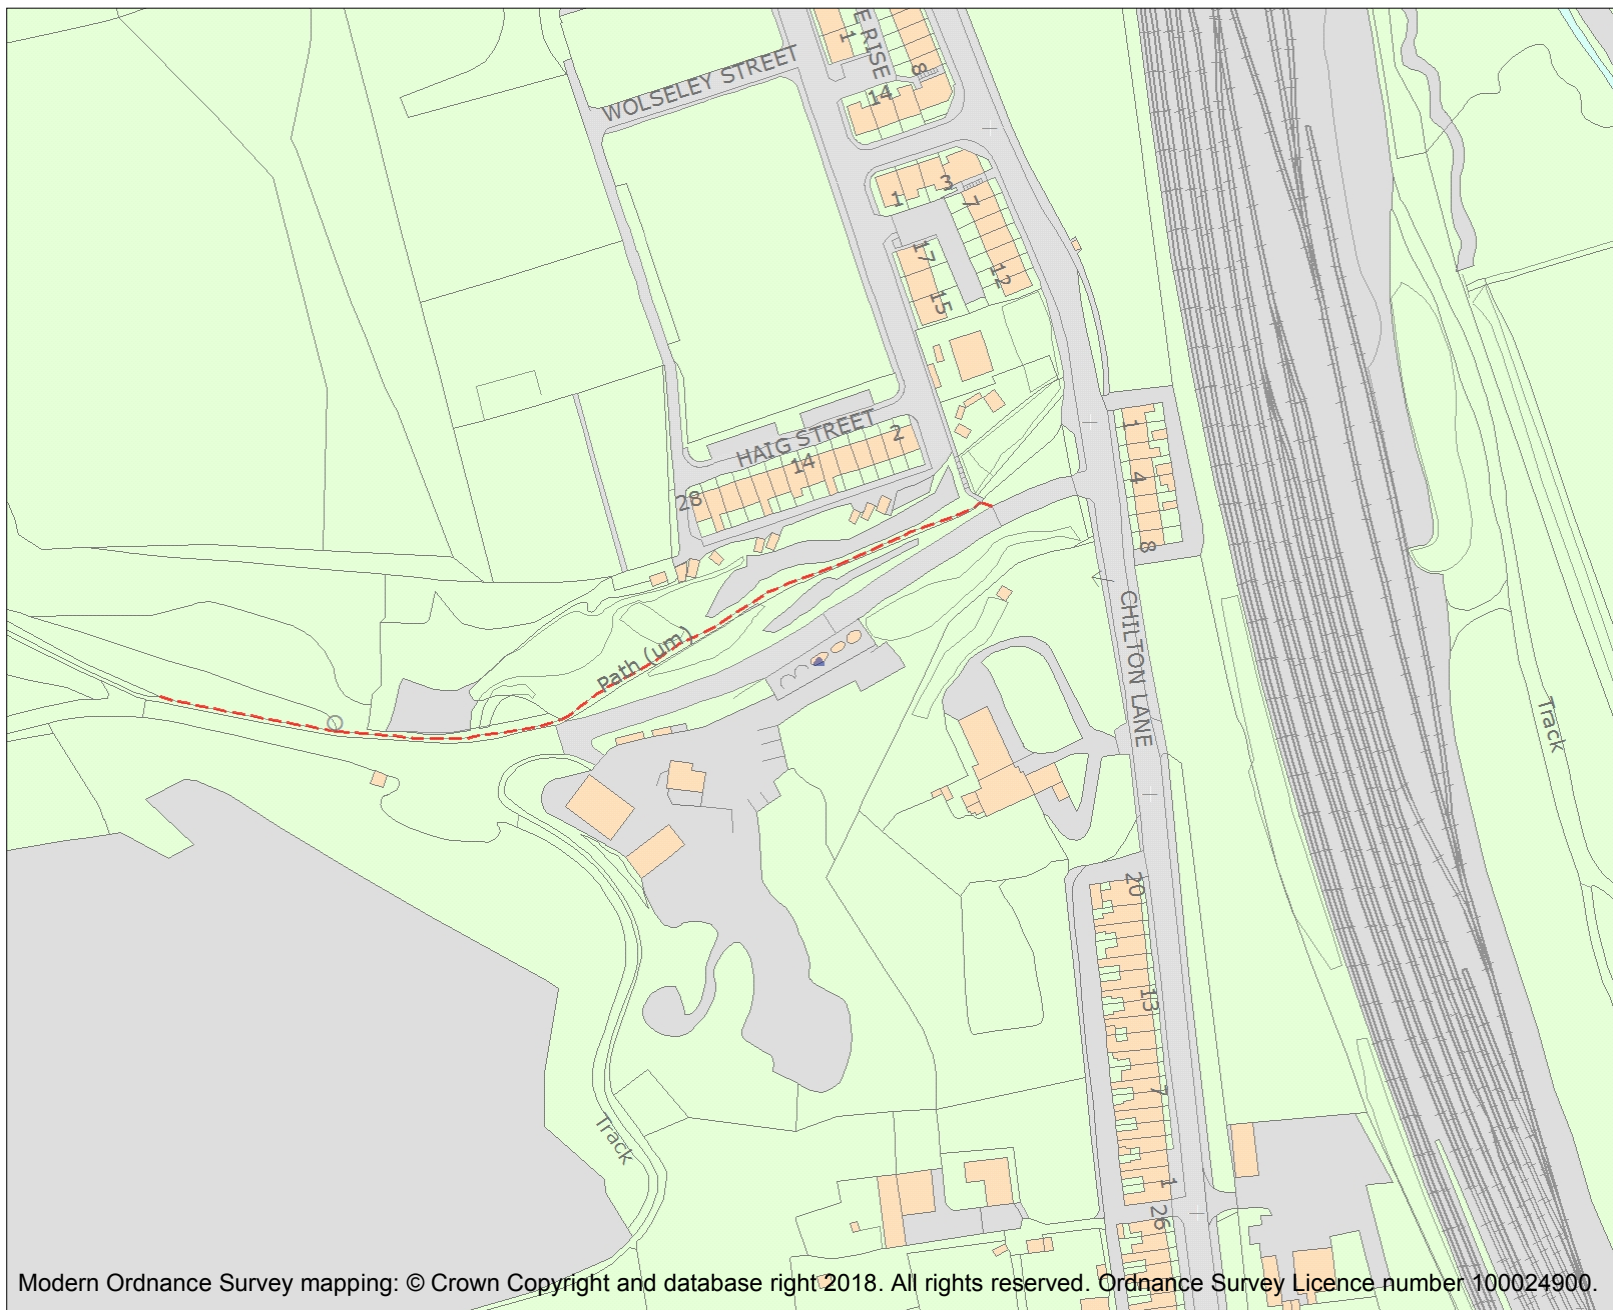 E RISE
1
8
14
WOLSELEY STREET
3
1
7
17
12
15
HAIG STREET
2
14
28
1
4
8
Path (um)
CHILTON LANE
Track
20
13
7
1
26
Track
Modern Ordnance Survey mapping: © Crown Copyright and database right 2018. All rights reserved. Ordnance Survey Licence number 100024900.